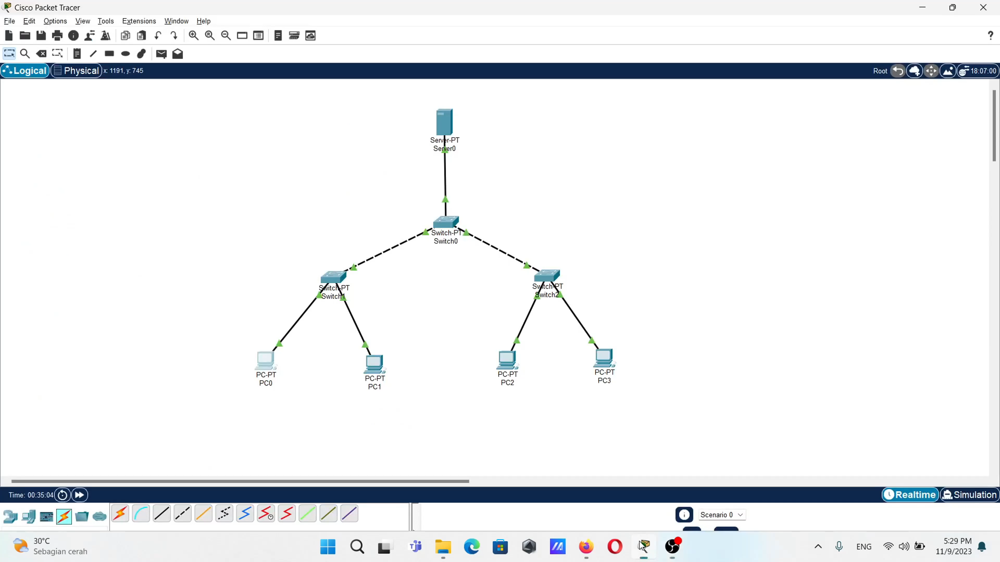 Cisco Packet Tracer
File Edit Options View Tools Extensions Window Help
Logical Physical x: 1191, y: 745 Root 18:07:00
Server-PT
Server0
Switch-PT
Switch0
Switch-PT
Switch1
Switch-PT
Switch2
PC-PT
PC0
PC-PT
PC1
PC-PT
PC2
PC-PT
PC3
Time: 00:35:04 Realtime Simulation
Scenario 0
30°C
Sebagian cerah
ENG
5:29 PM
11/9/2023